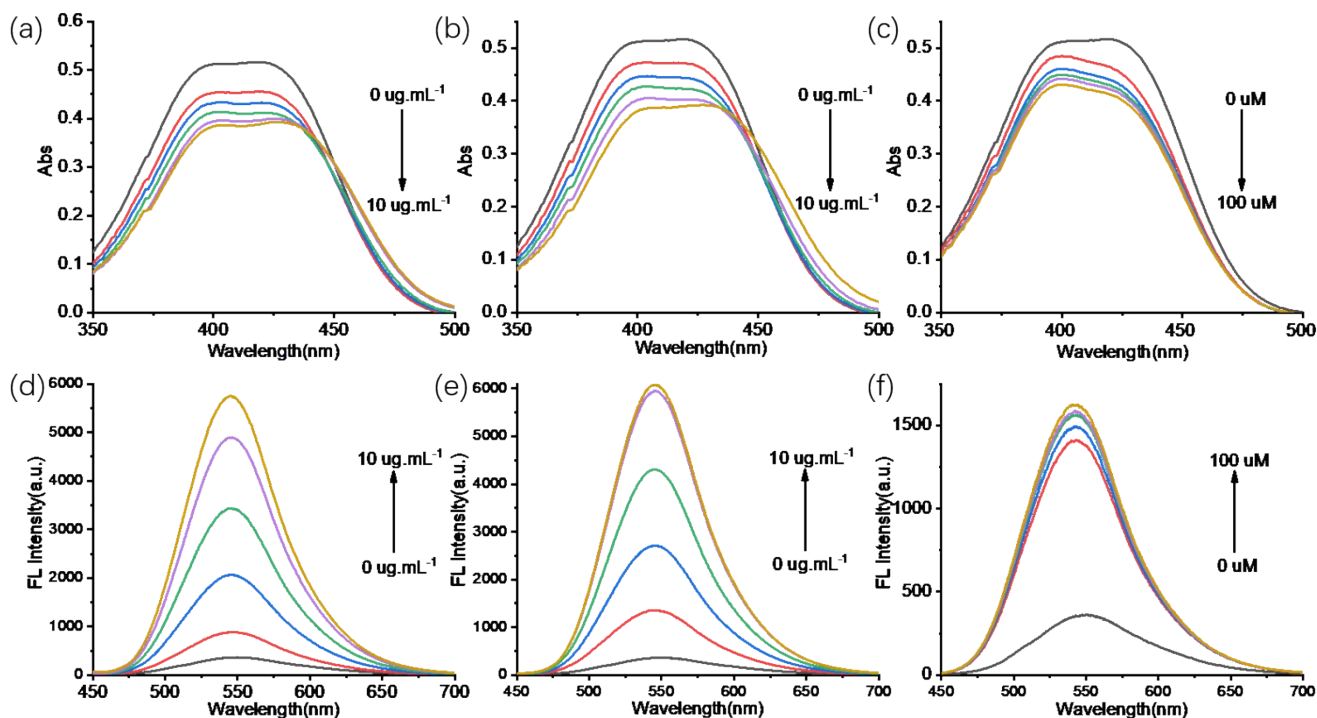 (a)
0.6
0.5
0.4
0.3
0.2
0.1
0.0
Abs
0 ug.mL⁻¹
10 ug.mL⁻¹
350 400 450 500
Wavelength(nm)
(b)
0.5
0.4
0.3
0.2
0.1
0.0
Abs
0 ug.mL⁻¹
10 ug.mL⁻¹
350 400 450 500
Wavelength(nm)
(c)
0.5
0.4
0.3
0.2
0.1
0.0
Abs
0 uM
100 uM
350 400 450 500
Wavelength(nm)
(d)
6000
5000
4000
3000
2000
1000
0
FL Intensity(a.u.)
10 ug.mL⁻¹
0 ug.mL⁻¹
450 500 550 600 650 700
Wavelength(nm)
(e)
6000
5000
4000
3000
2000
1000
0
FL Intensity(a.u.)
10 ug.mL⁻¹
0 ug.mL⁻¹
450 500 550 600 650 700
Wavelength(nm)
(f)
1500
1000
500
0
FL Intensity(a.u.)
100 uM
0 uM
450 500 550 600 650 700
Wavelength(nm)